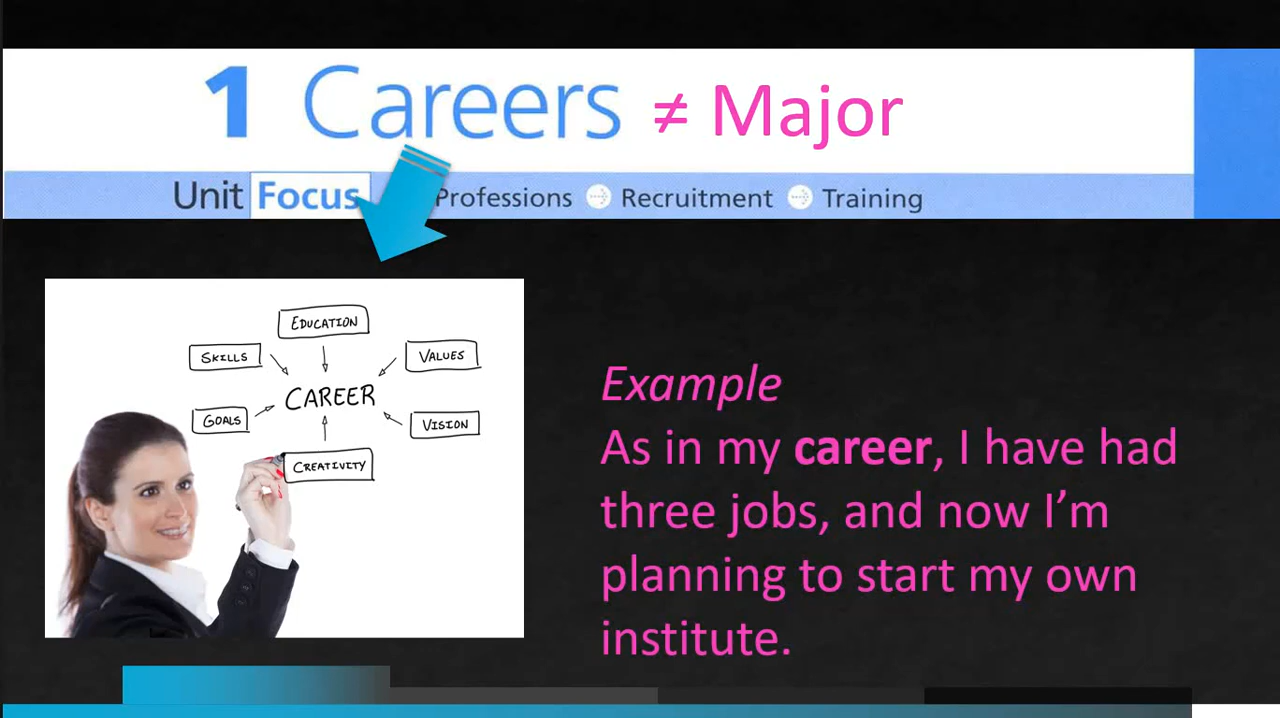 1 Careers ≠ Major
Unit Focus Professions Recruitment Training
EDUCATION
SKILLS
VALUES
CAREER
GOALS
VISION
CREATIVITY
Example
As in my career, I have had
three jobs, and now I'm
planning to start my own
institute.